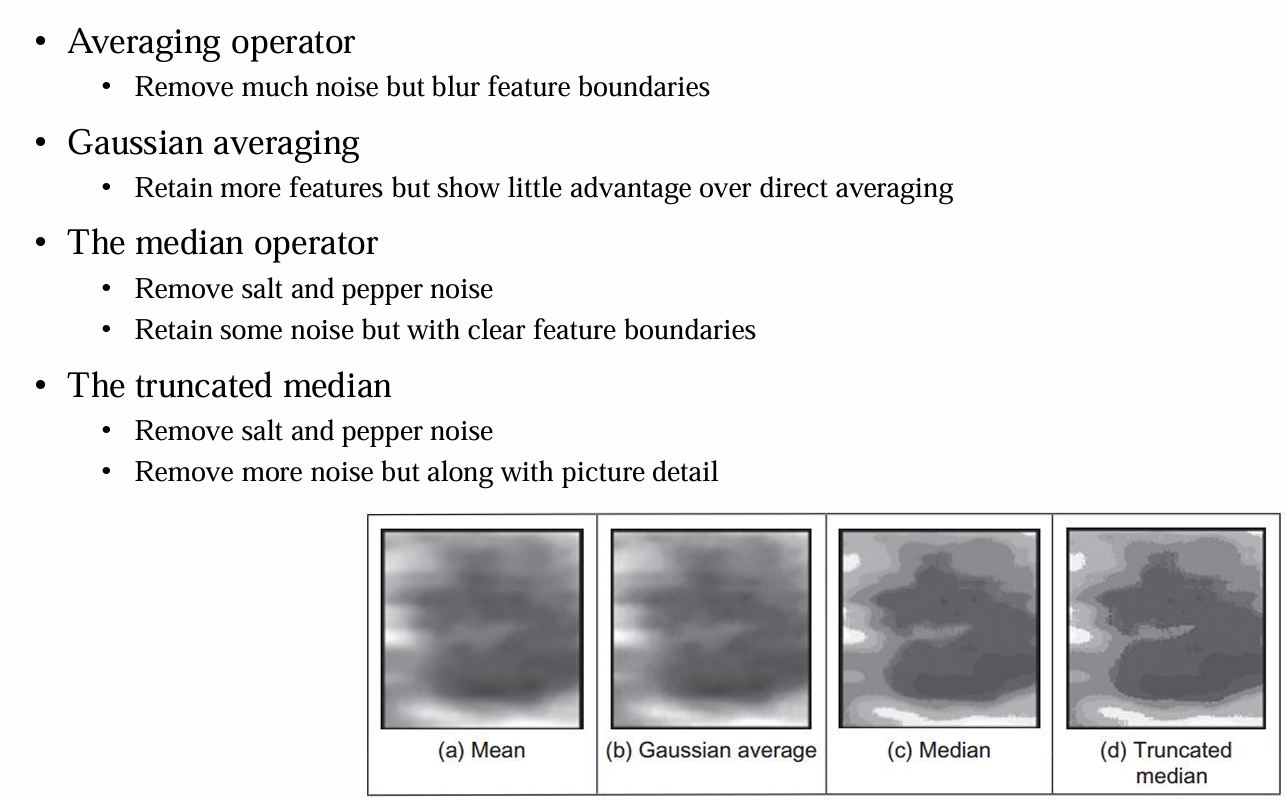 • Averaging operator
• Remove much noise but blur feature boundaries
• Gaussian averaging
• Retain more features but show little advantage over direct averaging
• The median operator
• Remove salt and pepper noise
• Retain some noise but with clear feature boundaries
• The truncated median
• Remove salt and pepper noise
• Remove more noise but along with picture detail
(a) Mean
(b) Gaussian average
(c) Median
(d) Truncated
median